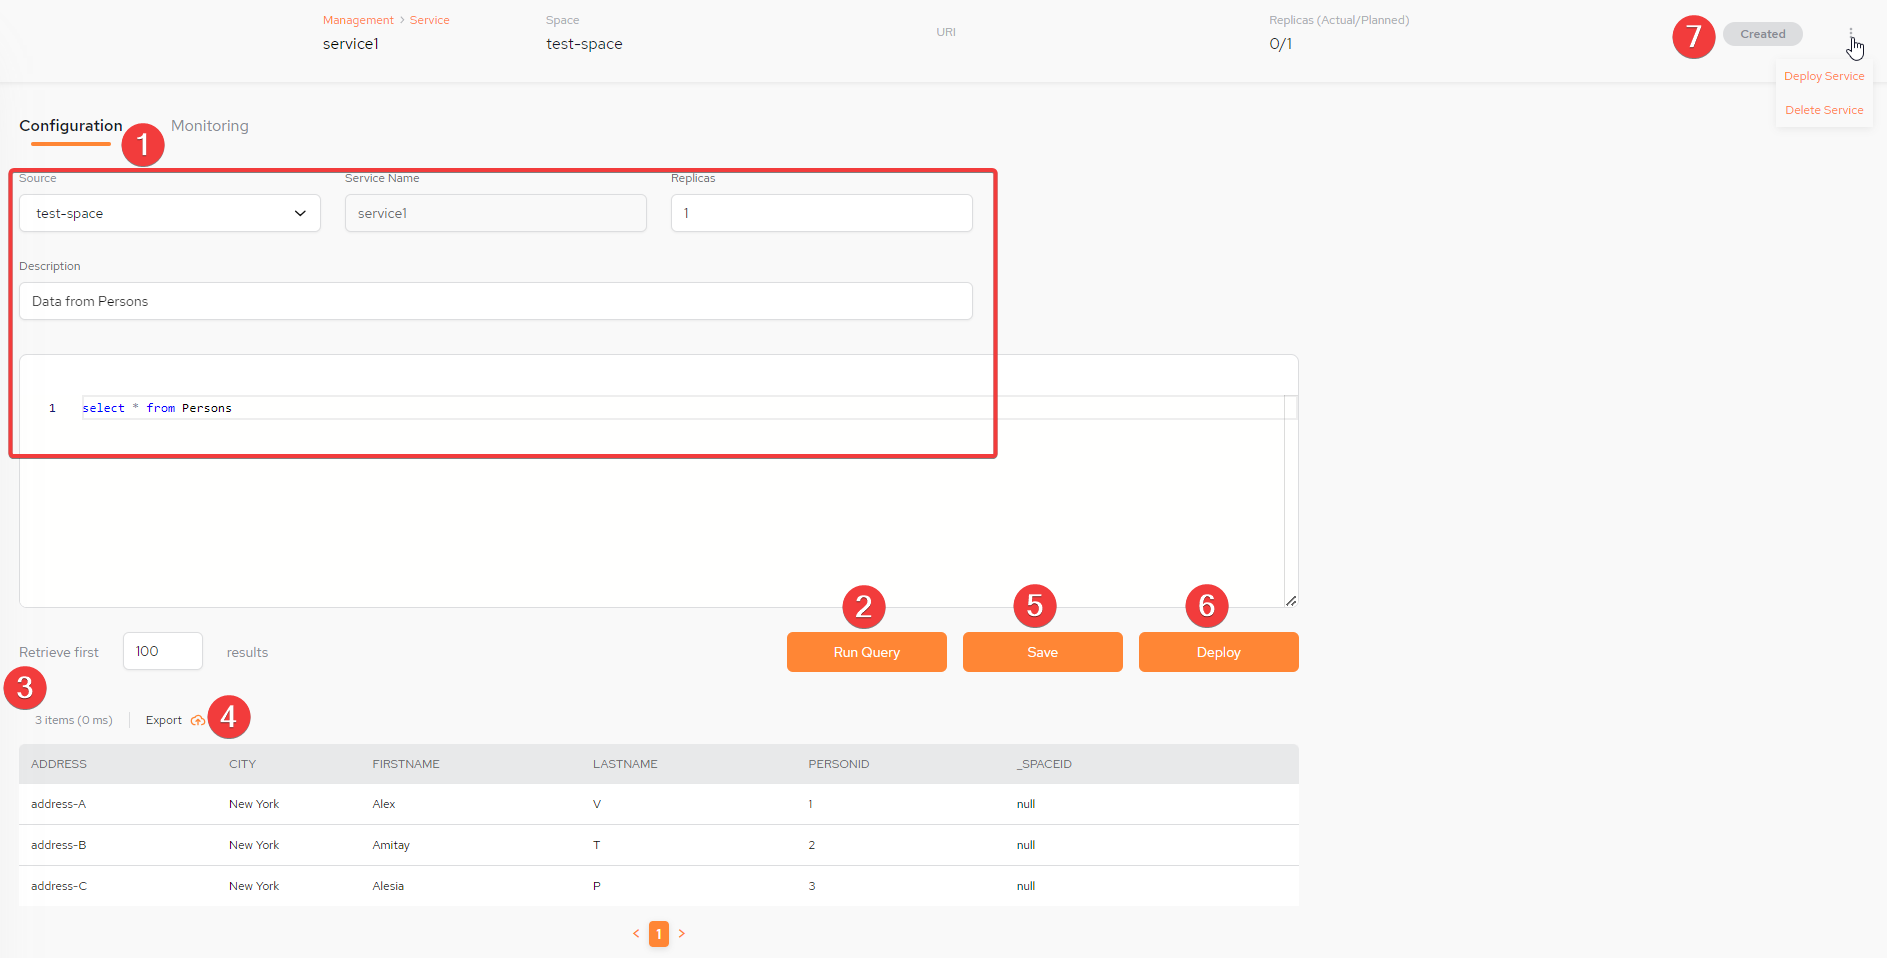 Management > Service
service1
Space
test-space
URI
Replicas (Actual/Planned)
0/1
7
Created
Deploy Service
Delete Service
Configuration
1
Monitoring
Source
Service Name
Replicas
test-space
service1
1
Description
Data from Persons
1 select * from Persons
2
5
6
Retrieve first 100 results
Run Query
Save
Deploy
3
3 items (0 ms)
Export
4
ADDRESS CITY FIRSTNAME LASTNAME PERSONID _SPACEID
address-A New York Alex V 1 null
address-B New York Amitay T 2 null
address-C New York Alesia P 3 null
< 1 >